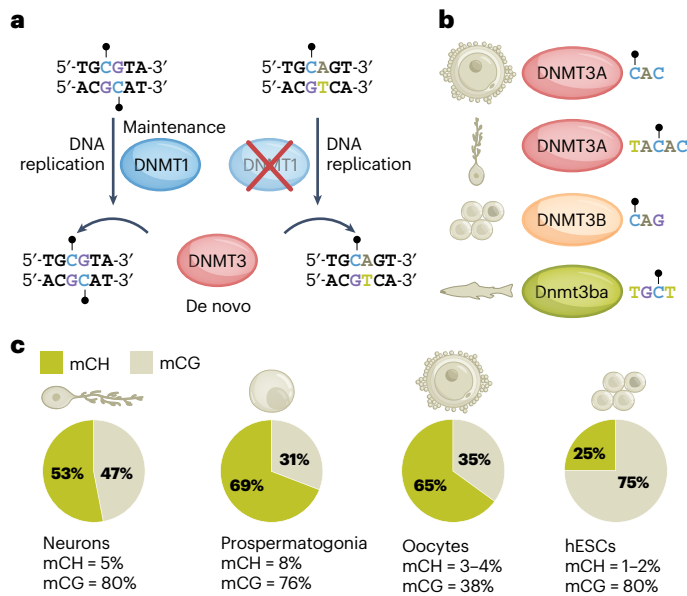 a
5′-TGCGTA-3′
ACGCAT-3′
5′-TGCAGT-3′
ACGTCA-3′
DNA
replication
Maintenance
DNMT1
DNMT1
DNA
replication
5′-TGCGTA-3′
5′-ACGCAT-3′
DNMT3
De novo
5′-TGCAGT-3′
5′-ACGTCA-3′
b
DNMT3A
CAC
DNMT3A
TACAC
DNMT3B
CAG
Dnmt3ba
TGCT
c
mCH
mCG
53%
47%
69%
31%
65%
35%
25%
75%
Neurons
mCH = 5%
mCG = 80%
Prospermatogonia
mCH = 8%
mCG = 76%
Oocytes
mCH = 3–4%
mCG = 38%
hESCs
mCH = 1–2%
mCG = 80%